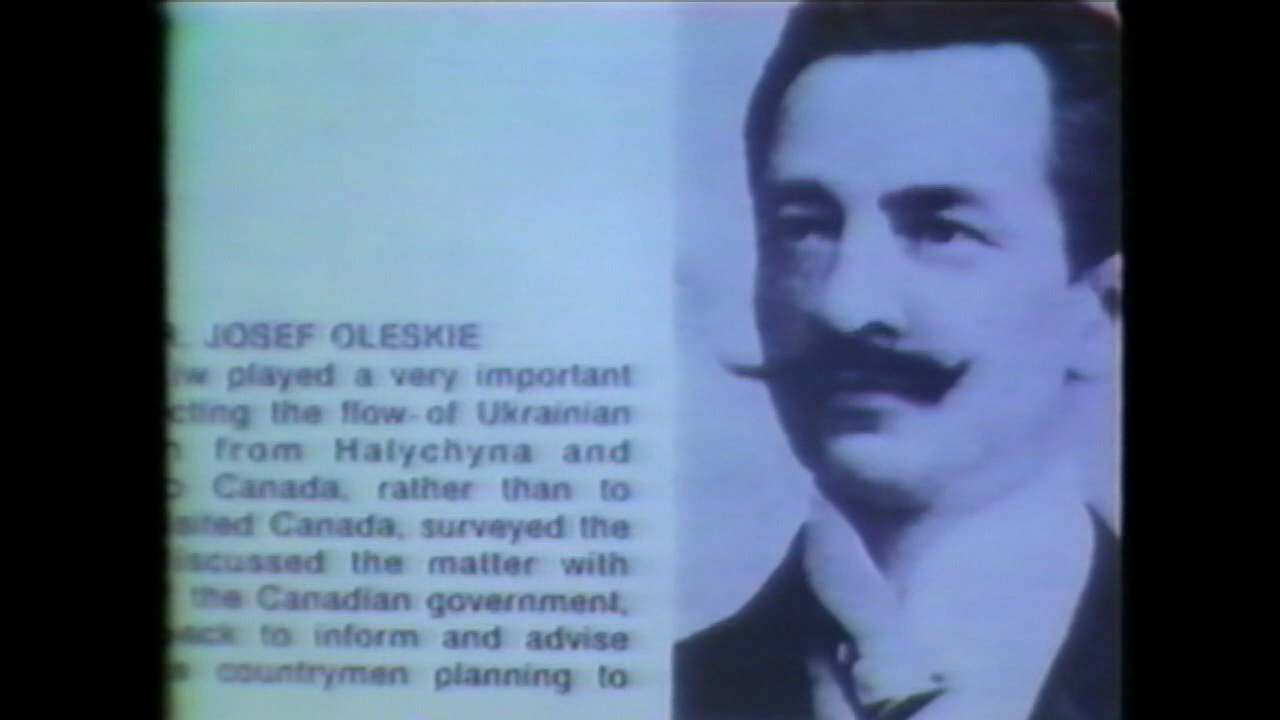 JOSEF OLESKIE
played a very important
the flow of Ukrainian
from Halychyna and
Canada, rather than to
Canada, surveyed the
the matter with
the Canadian government,
to inform and advise
countrymen planning to